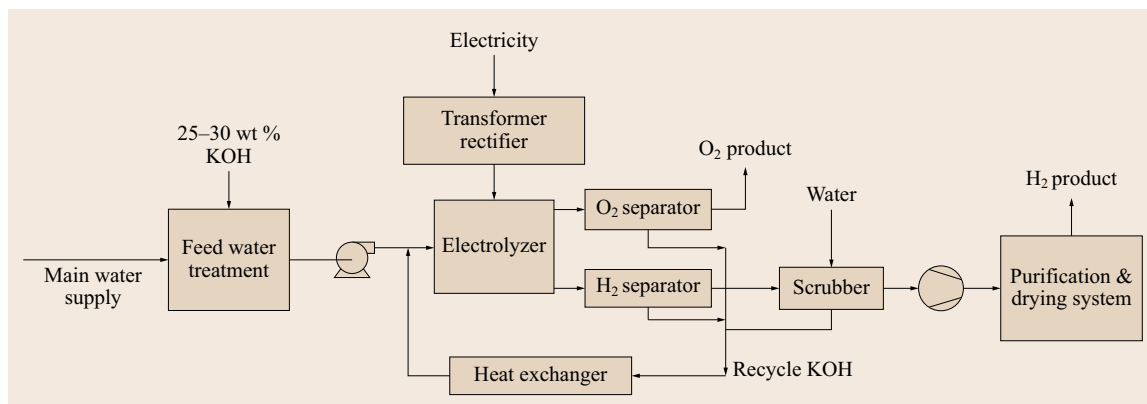 Electricity
Transformer
rectifier
25–30 wt %
KOH
O₂ product
H₂ product
Water
Feed water
treatment
Electrolyzer
O₂ separator
H₂ separator
Scrubber
Purification &
drying system
Main water
supply
Heat exchanger
Recycle KOH